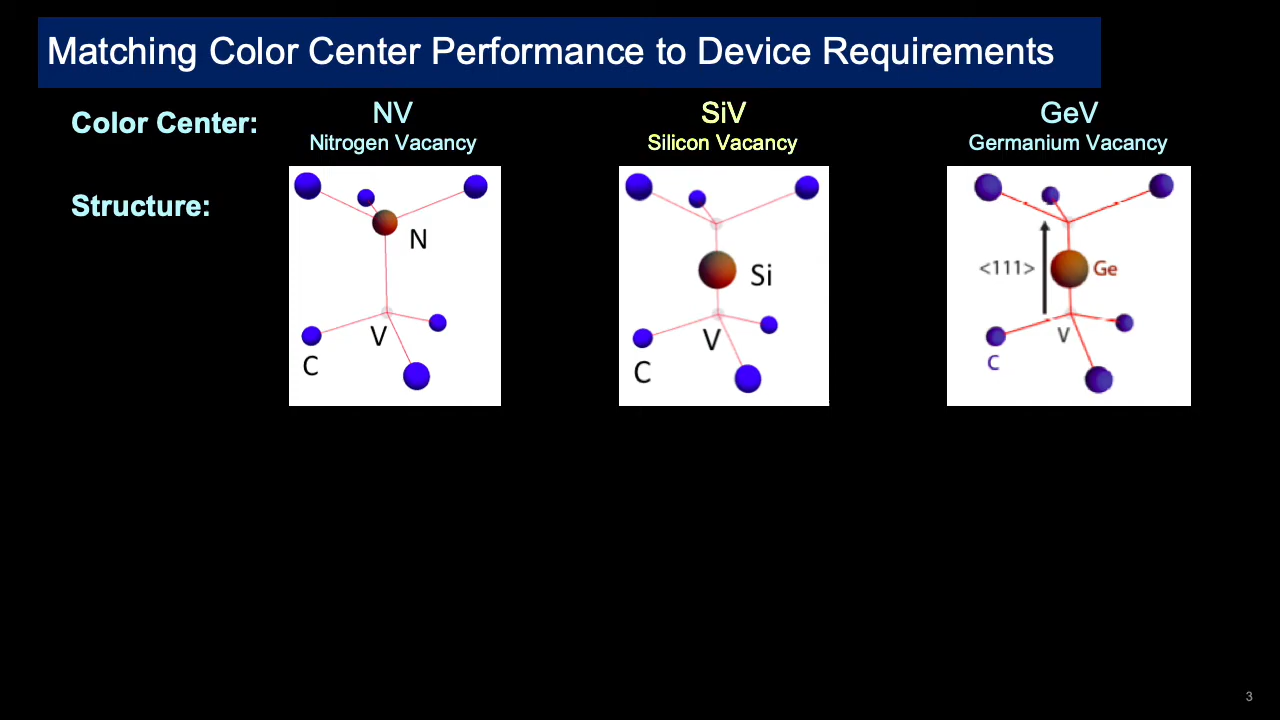 Matching Color Center Performance to Device Requirements
Color Center:
NV
Nitrogen Vacancy
SiV
Silicon Vacancy
GeV
Germanium Vacancy
Structure:
N
V
C
Si
V
C
<111>
Ge
V
C
3